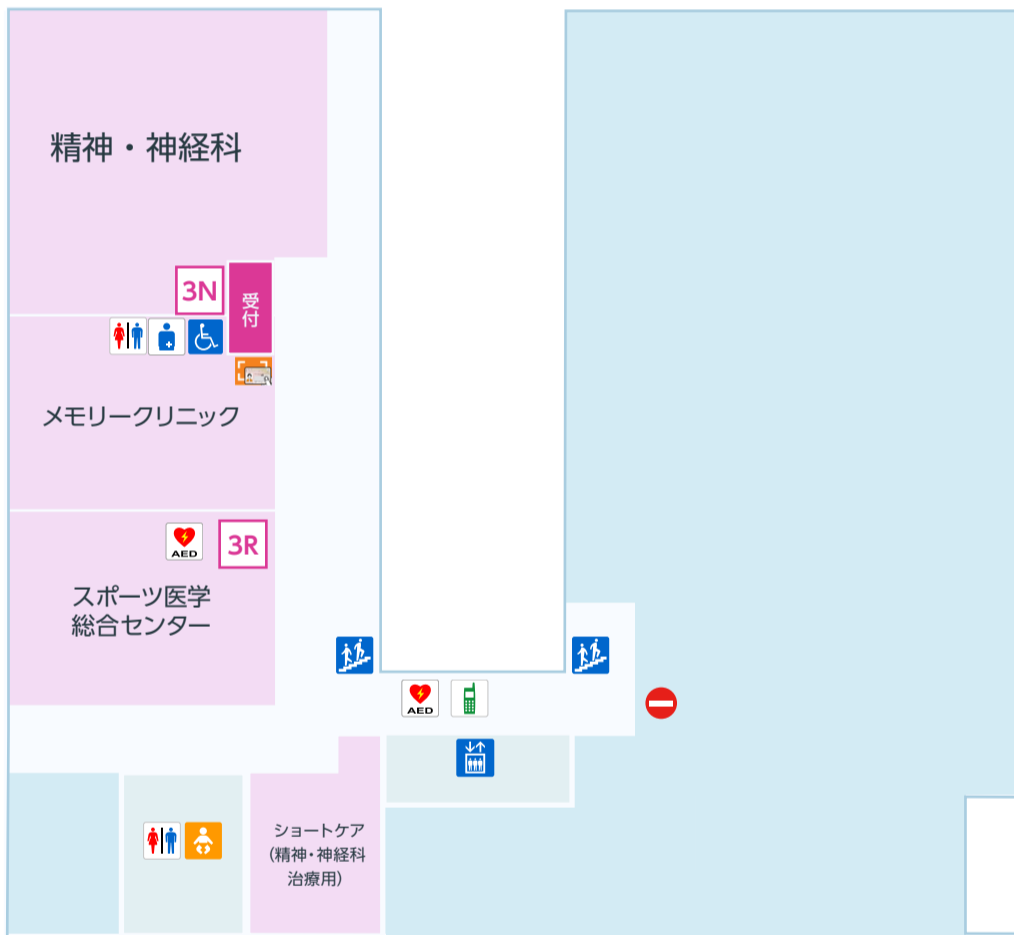 精神・神経科
3N
受付
メモリークリニック
AED
3R
スポーツ医学
総合センター
AED
ショートケア
(精神・神経科
治療用)